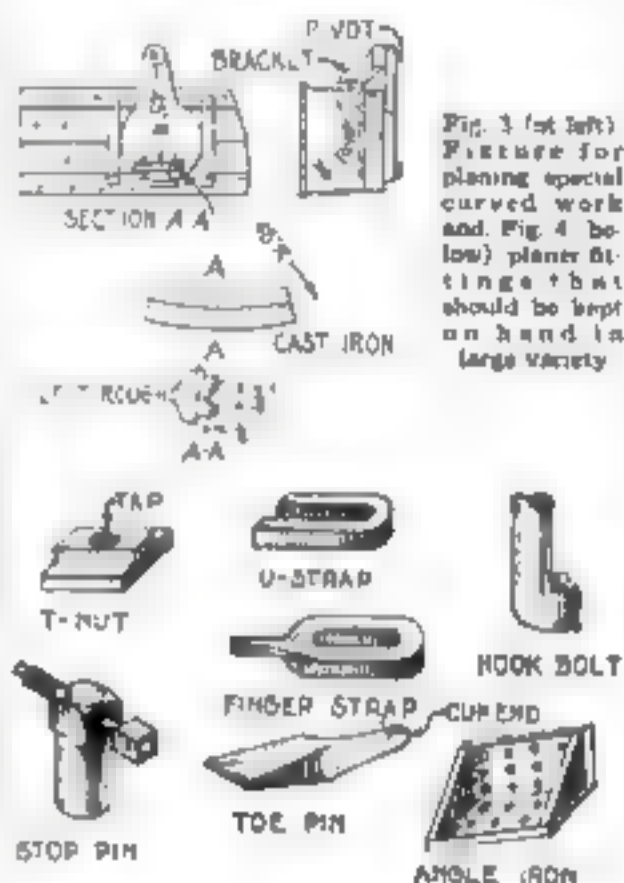 PIVOT
BRACKET
SECTION A A
A
CAST IRON
A
ROUGH
A-A
Fig. 3 (at left)
Fixture for
planing special
curved work
and, Fig. 4 be-
low) planer fit-
tings that
should be kept
on hand in
large variety
TAP
T-NUT
U-STRAP
HOOK BOLT
FINGER STRAP
CUP END
STOP PIN
TOE PIN
ANGLE IRON